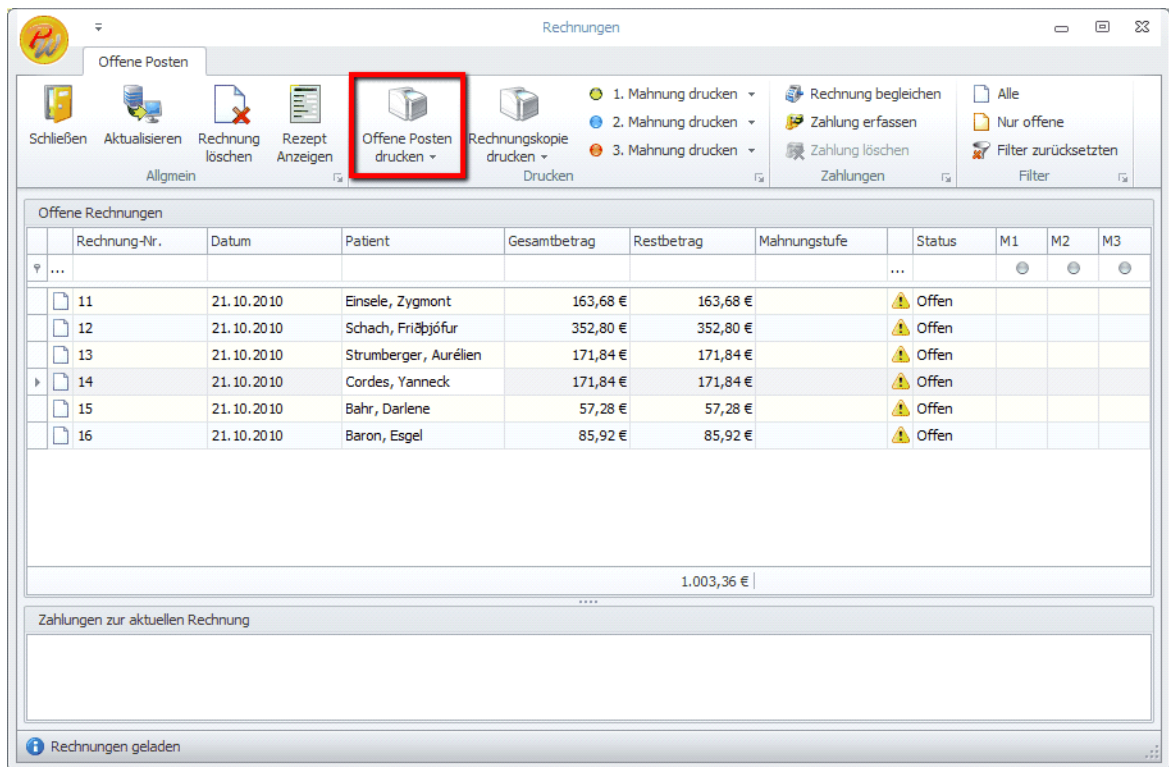 PW
Rechnungen
Offene Posten
Schließen
Aktualisieren
Rechnung
löschen
Rezept
Anzeigen
Allgmein
Offene Posten
drucken
Rechnungskopie
drucken
1. Mahnung drucken
2. Mahnung drucken
3. Mahnung drucken
Drucken
Rechnung begleichen
Zahlung erfassen
Zahlung löschen
Zahlungen
Alle
Nur offene
Filter zurücksetzten
Filter
Offene Rechnungen
Rechnung-Nr. Datum Patient Gesamtbetrag Restbetrag Mahnungstufe Status M1 M2 M3
... ...
11 21.10.2010 Einsele, Zygmont 163,68 € 163,68 € Offen
12 21.10.2010 Schach, Friðþjófur 352,80 € 352,80 € Offen
13 21.10.2010 Strumberger, Aurélien 171,84 € 171,84 € Offen
14 21.10.2010 Cordes, Yanneck 171,84 € 171,84 € Offen
15 21.10.2010 Bahr, Darlene 57,28 € 57,28 € Offen
16 21.10.2010 Baron, Esgel 85,92 € 85,92 € Offen
1.003,36 €
Zahlungen zur aktuellen Rechnung
Rechnungen geladen